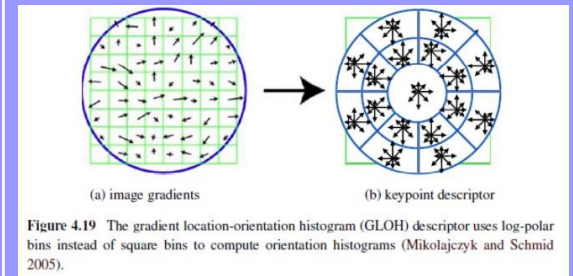 (a) image gradients (b) keypoint descriptor
Figure 4.19 The gradient location-orientation histogram (GLOH) descriptor uses log-polar
bins instead of square bins to compute orientation histograms (Mikolajczyk and Schmid
2005).